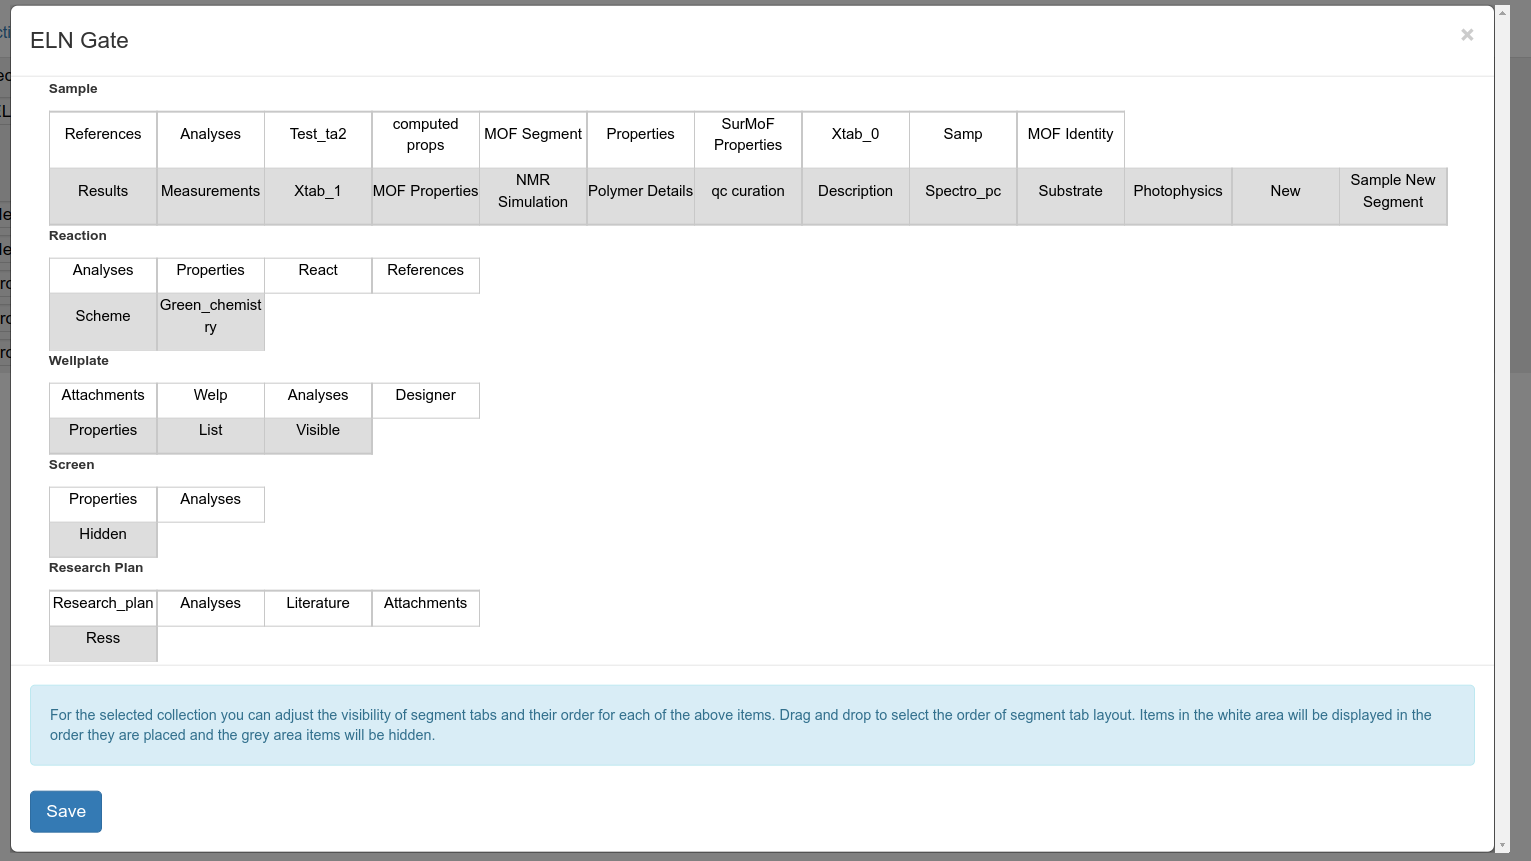 ELN Gate
×
Sample
References Analyses Test_ta2 computed props MOF Segment Properties SurMoF Properties Xtab_0 Samp MOF Identity
Results Measurements Xtab_1 MOF Properties NMR Simulation Polymer Details qc curation Description Spectro_pc Substrate Photophysics New Sample New Segment
Reaction
Analyses Properties React References
Scheme Green_chemistry
Wellplate
Attachments Welp Analyses Designer
Properties List Visible
Screen
Properties Analyses
Hidden
Research Plan
Research_plan Analyses Literature Attachments
Ress
For the selected collection you can adjust the visibility of segment tabs and their order for each of the above items. Drag and drop to select the order of segment tab layout. Items in the white area will be displayed in the
order they are placed and the grey area items will be hidden.
Save